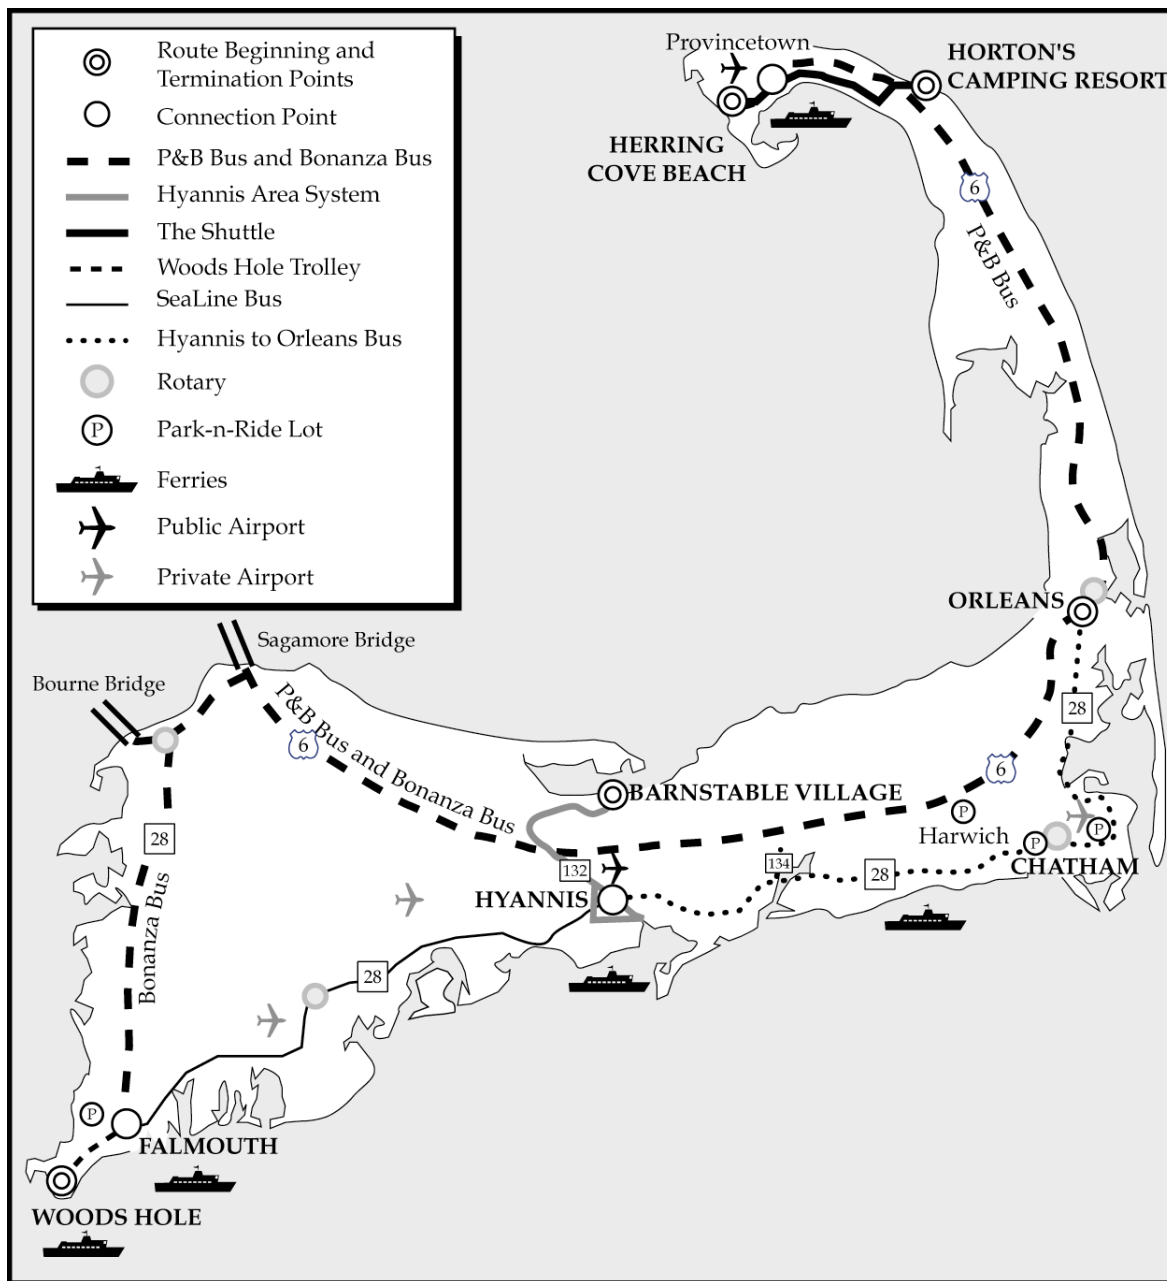 Route Beginning and
Termination Points
Connection Point
P&B Bus and Bonanza Bus
Hyannis Area System
The Shuttle
Woods Hole Trolley
SeaLine Bus
Hyannis to Orleans Bus
Rotary
P
Park-n-Ride Lot
Ferries
Public Airport
Private Airport
Provincetown
HORTON'S
CAMPING RESORT
HERRING
COVE BEACH
6
P&B Bus
ORLEANS
Sagamore Bridge
Bourne Bridge
P&B Bus and Bonanza Bus
6
28
6
BARNSTABLE VILLAGE
P
Harwich
P
P
CHATHAM
28
132
134
28
HYANNIS
Bonanza Bus
28
P
FALMOUTH
WOODS HOLE